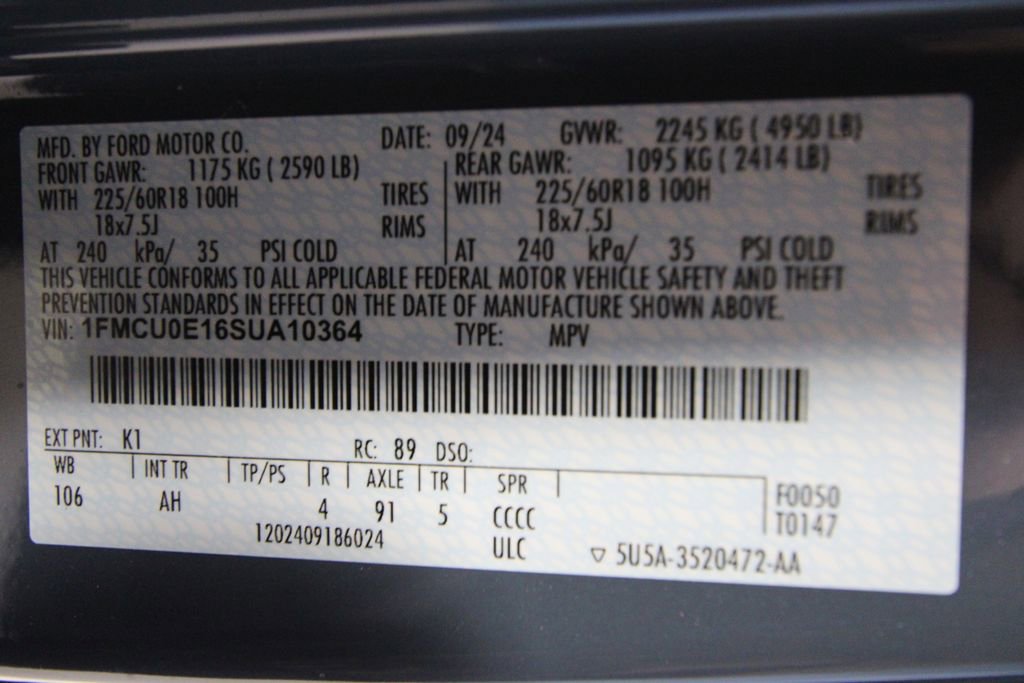 MFD. BY FORD MOTOR CO. DATE: 09/24 GVWR: 2245 KG ( 4950 LB)
FRONT GAWR: 1175 KG ( 2590 LB) REAR GAWR: 1095 KG ( 2414 LB)
WITH 225/60R18 100H TIRES WITH 225/60R18 100H TIRES
18x7.5J RIMS 18x7.5J RIMS
AT 240 kPa/ 35 PSI COLD AT 240 kPa/ 35 PSI COLD
THIS VEHICLE CONFORMS TO ALL APPLICABLE FEDERAL MOTOR VEHICLE SAFETY AND THEFT
PREVENTION STANDARDS IN EFFECT ON THE DATE OF MANUFACTURE SHOWN ABOVE.
VIN: 1FMCU0E16SUA10364 TYPE: MPV
EXT PNT: K1 RC: 89 DSO:
WB INT TR TP/PS R AXLE TR SPR F0050
106 AH 4 91 5 CCCC T0147
1202409186024 ULC ▽ 5U5A-3520472-AA